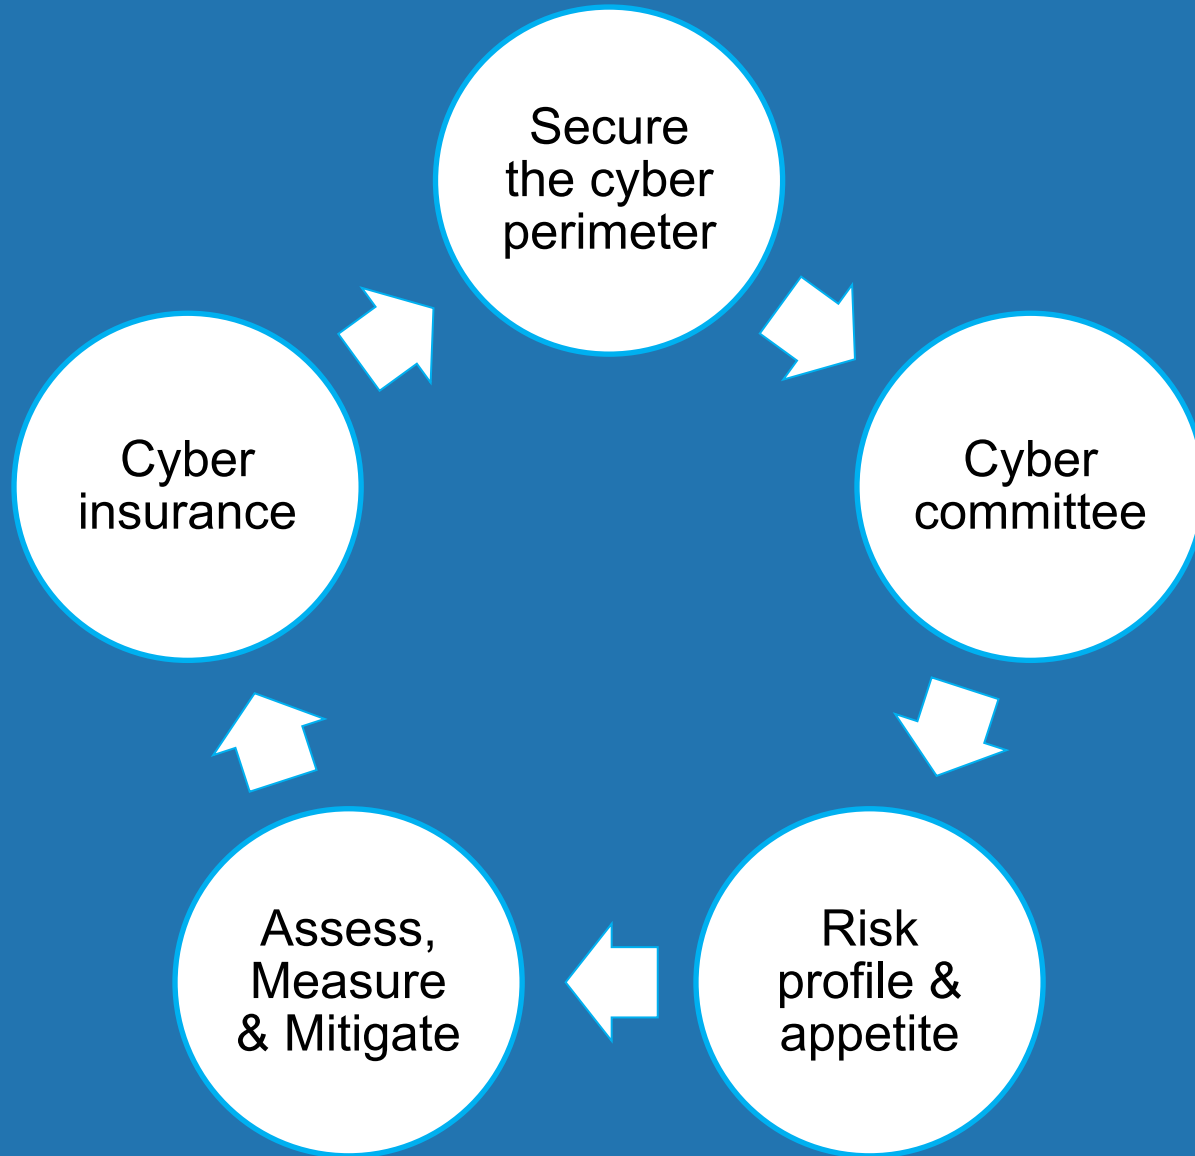 Secure
the cyber
perimeter
Cyber
committee
Risk
profile &
appetite
Assess,
Measure
& Mitigate
Cyber
insurance